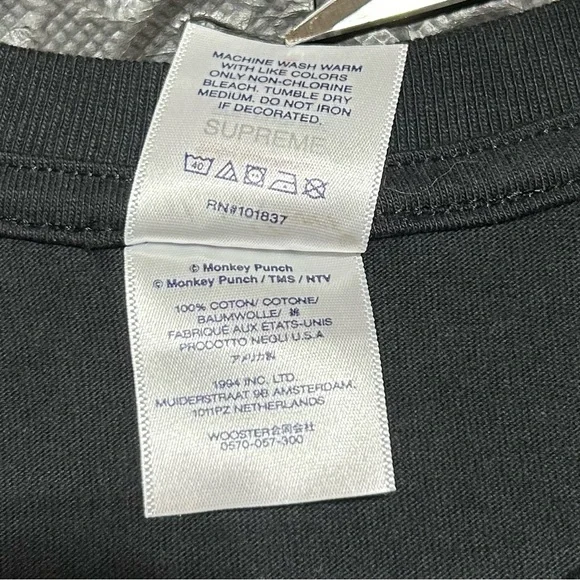 MACHINE WASH WARM
WITH LIKE COLORS
ONLY NON-CHLORINE
BLEACH. TUMBLE DRY
MEDIUM. DO NOT IRON
IF DECORATED.
SUPREME
40
RN#101837
© Monkey Punch
© Monkey Punch / TMS / NTV
100% COTON/ COTONE/
BAUMWOLLE/ 綿
FABRIQUE AUX ETATS-UNIS
PRODOTTO NEGLI U.S.A
アメリカ製
1994 INC. LTD.
MUIDERSTRAAT 9B AMSTERDAM,
1011PZ NETHERLANDS
WOOSTER合同会社
0570-057-300